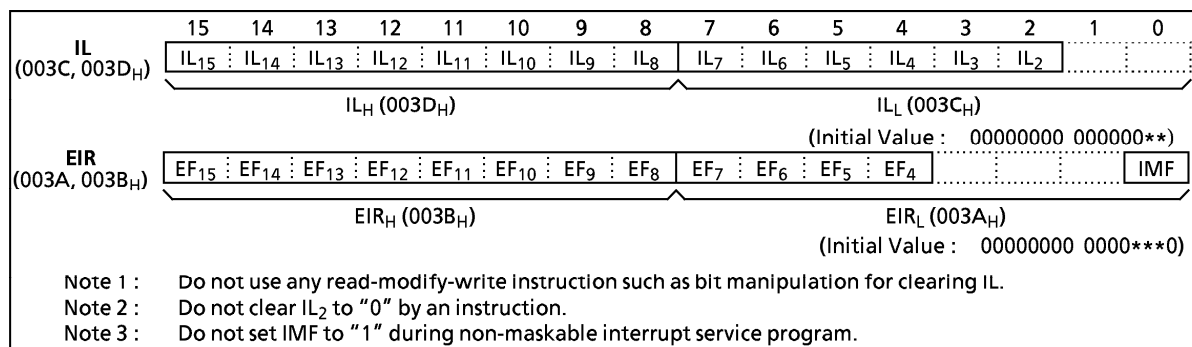 15 14 13 12 11 10 9 8 7 6 5 4 3 2 1 0
IL
(003C, 003DH)
IL15 IL14 IL13 IL12 IL11 IL10 IL9 IL8 IL7 IL6 IL5 IL4 IL3 IL2
ILH (003DH) ILL (003CH)
(Initial Value : 00000000 000000**)
EIR
(003A, 003BH)
EF15 EF14 EF13 EF12 EF11 EF10 EF9 EF8 EF7 EF6 EF5 EF4 IMF
EIRH (003BH) EIRL (003AH)
(Initial Value : 00000000 0000***0)
Note 1 : Do not use any read-modify-write instruction such as bit manipulation for clearing IL.
Note 2 : Do not clear IL2 to “0” by an instruction.
Note 3 : Do not set IMF to “1” during non-maskable interrupt service program.